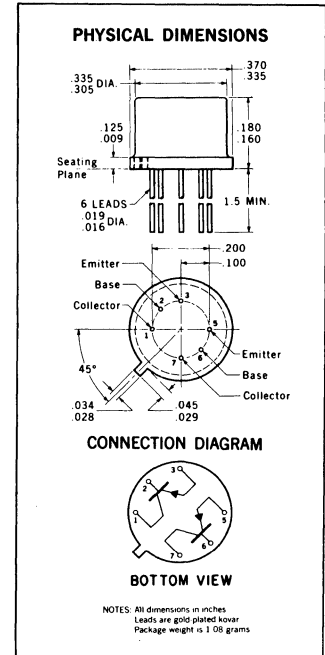 PHYSICAL DIMENSIONS
.370
.335
.335
.305 DIA.
.125
.009
.180
.160
Seating
Plane
6 LEADS
.019
.016 DIA.
1.5 MIN.
.200
.100
Emitter
Base
Collector
1
2
3
5
6
7
Emitter
Base
Collector
45°
.034
.028
.045
.029
CONNECTION DIAGRAM
3
2
1
5
6
7
BOTTOM VIEW
NOTES: All dimensions in inches
Leads are gold plated kovar
Package weight is 1 08 grams